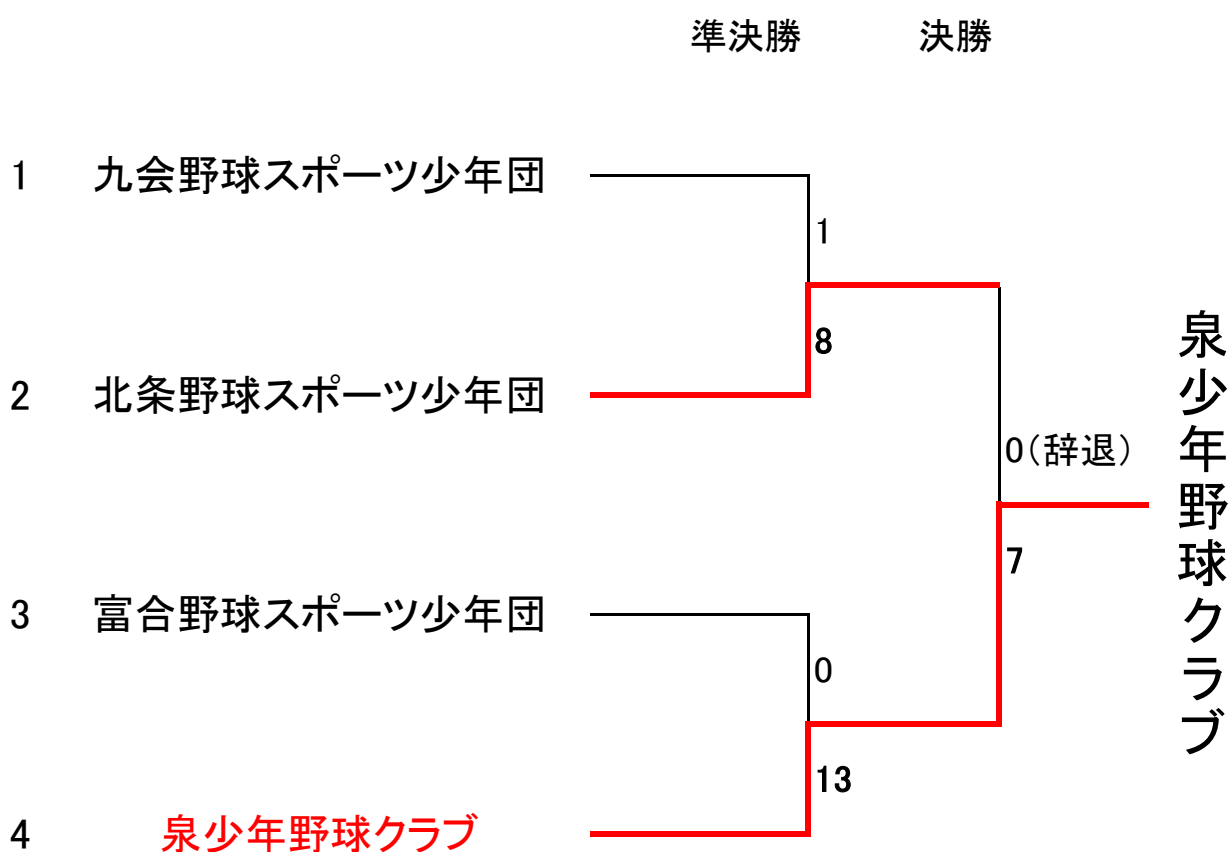 準決勝 決勝
1 九会野球スポーツ少年団
1
8
2 北条野球スポーツ少年団
0(辞退)
7
3 富合野球スポーツ少年団
0
13
4 泉少年野球クラブ
泉少年野球クラブ